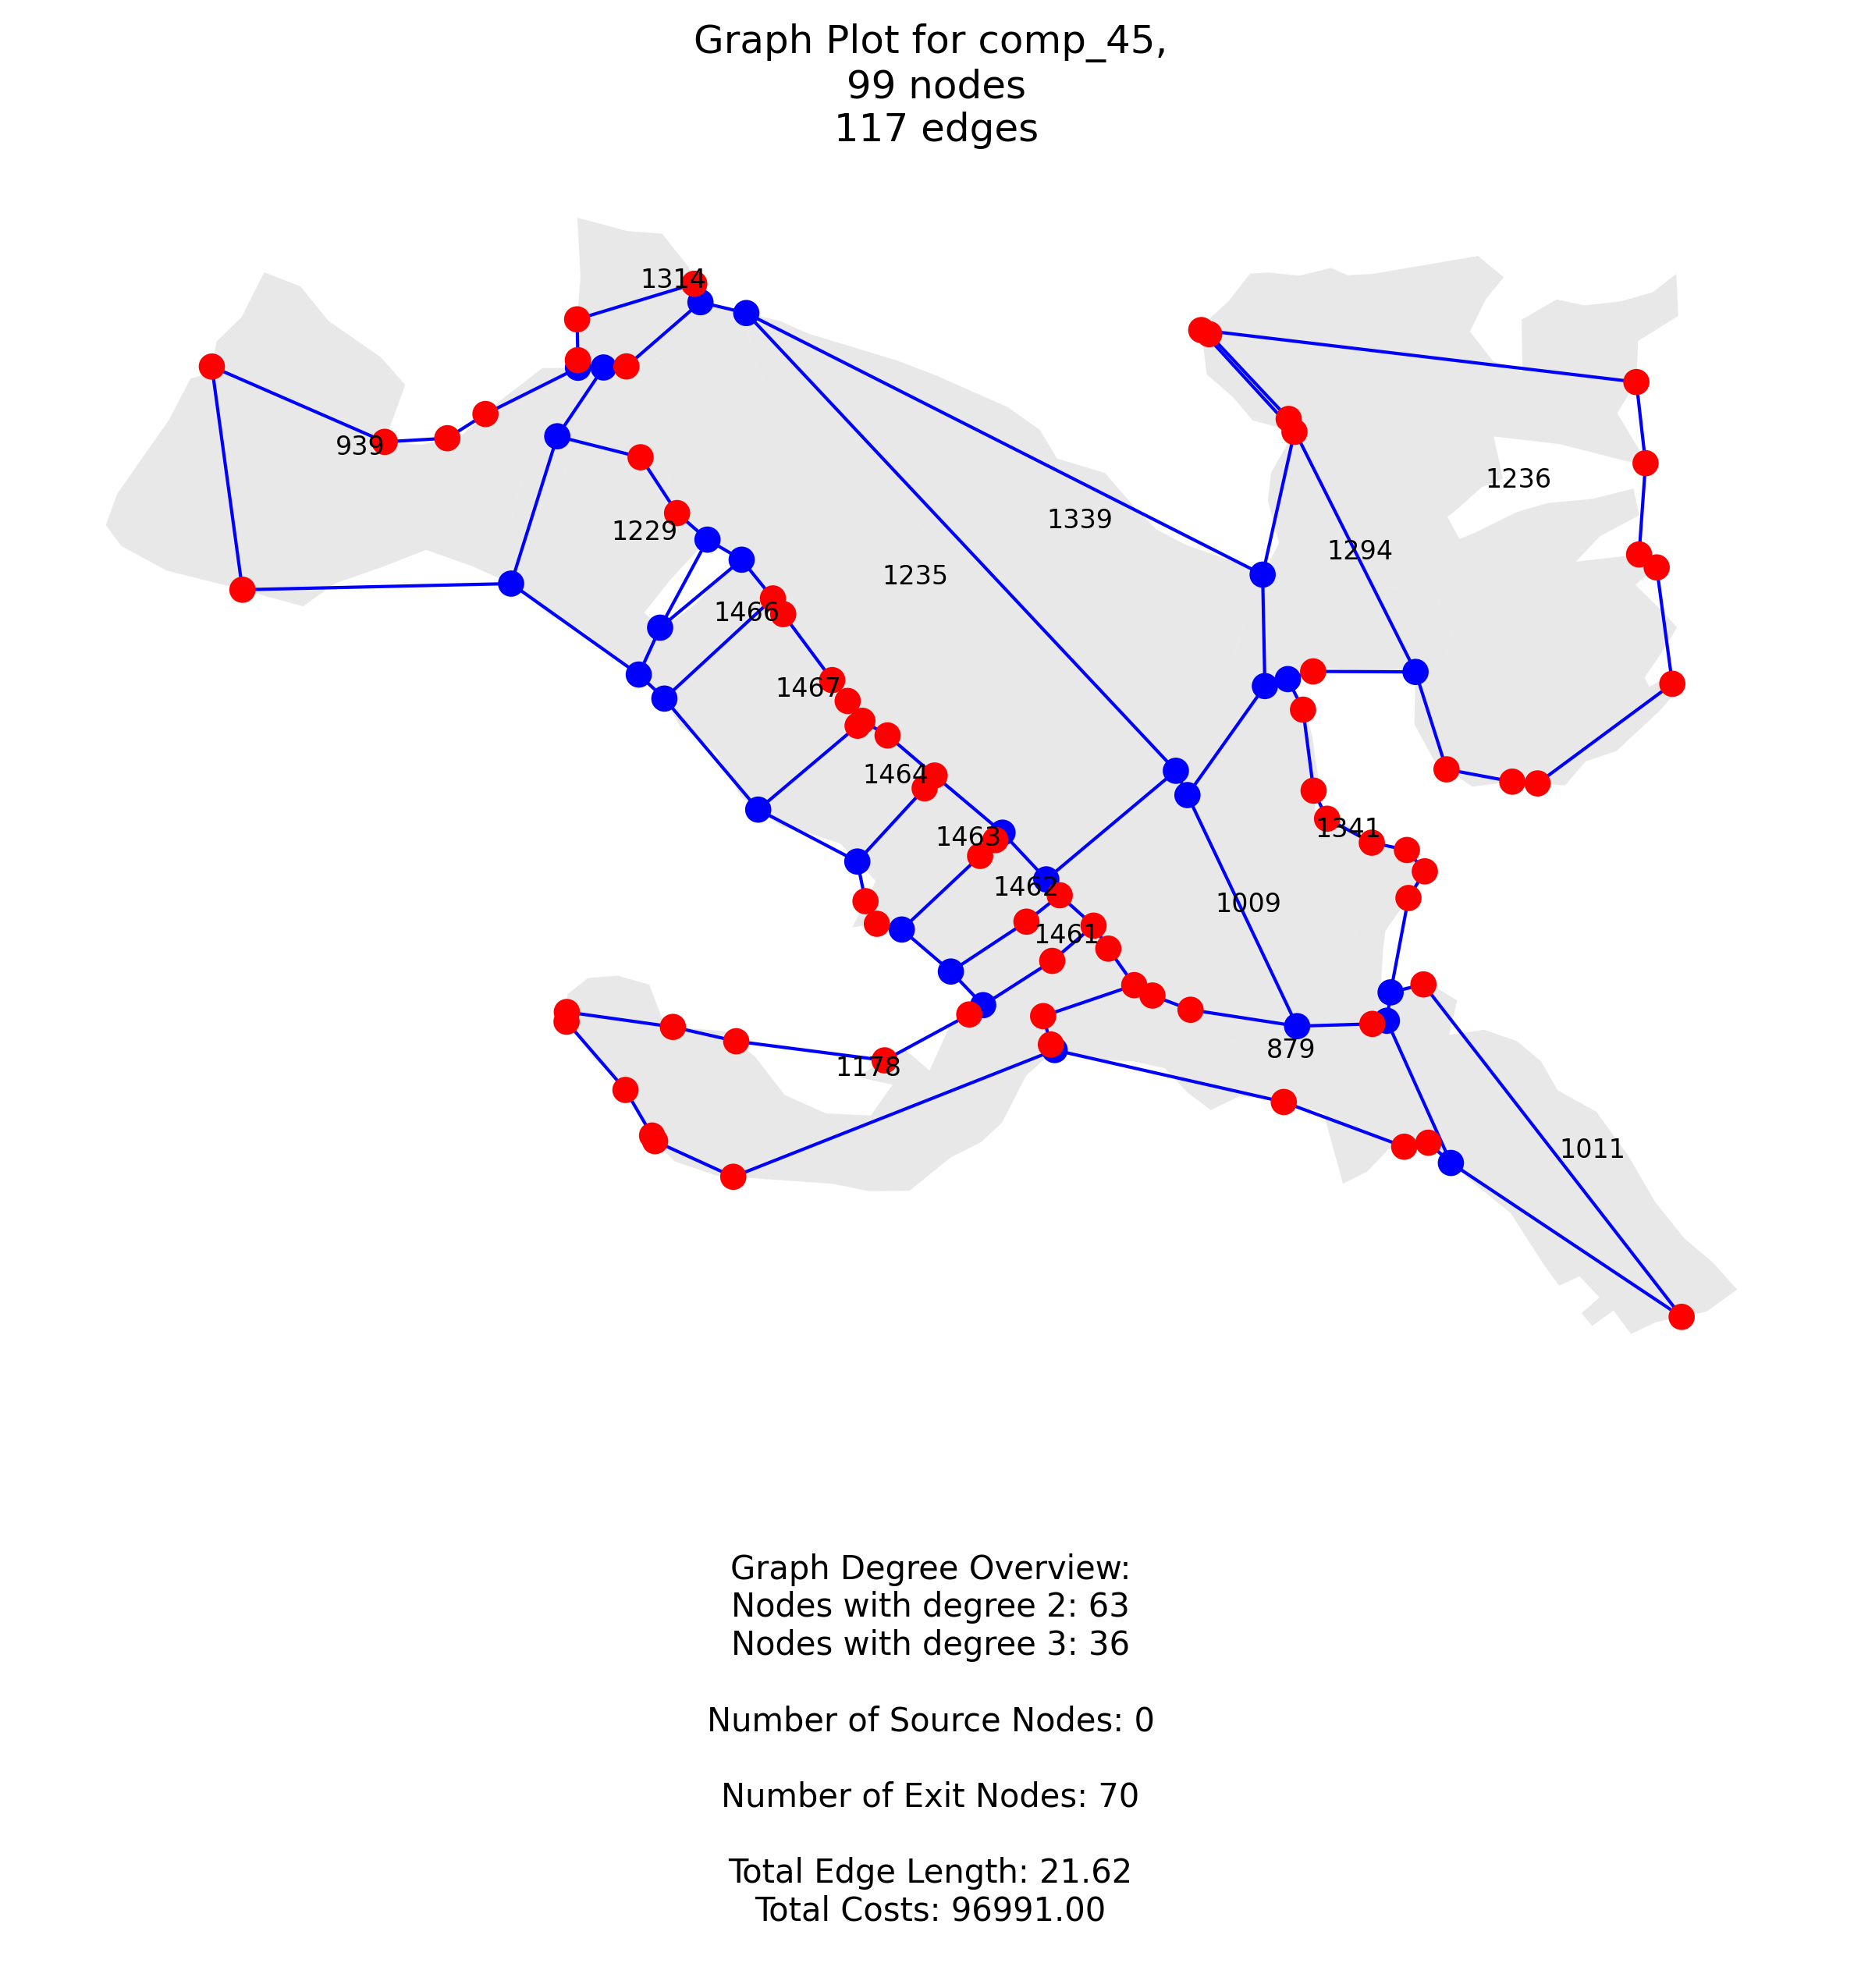 Graph Plot for comp_45,
99 nodes
117 edges
1314
939
1236
1339
1229
1294
1235
1466
1467
1464
1341
1463
1462
1009
1461
879
1178
1011
Graph Degree Overview:
Nodes with degree 2: 63
Nodes with degree 3: 36
Number of Source Nodes: 0
Number of Exit Nodes: 70
Total Edge Length: 21.62
Total Costs: 96991.00